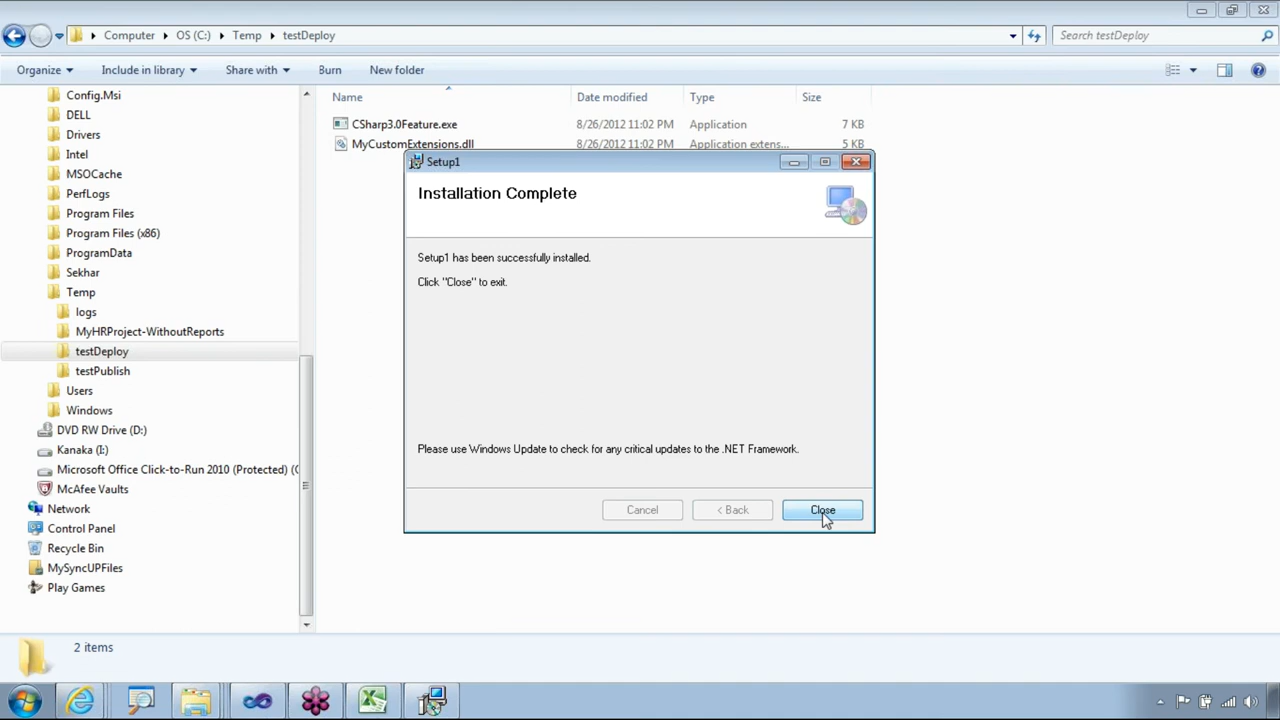 Computer OS (C:) Temp testDeploy
Search testDeploy
Organize Include in library Share with Burn New folder
Name Date modified Type Size
Config.Msi
DELL
Drivers
Intel
MSOCache
PerfLogs
Program Files
Program Files (x86)
ProgramData
Sekhar
Temp
logs
MyHRProject-WithoutReports
testDeploy
testPublish
Users
Windows
DVD RW Drive (D:)
Kanaka (I:)
Microsoft Office Click-to-Run 2010 (Protected) (
McAfee Vaults
Network
Control Panel
Recycle Bin
MySyncUPFiles
Play Games
CSharp3.0Feature.exe 8/26/2012 11:02 PM Application 7 KB
MyCustomExtensions.dll 8/26/2012 11:02 PM Application extens... 5 KB
Setup1
Installation Complete
Setup1 has been successfully installed.
Click "Close" to exit.
Please use Windows Update to check for any critical updates to the .NET Framework.
Cancel < Back Close
2 items